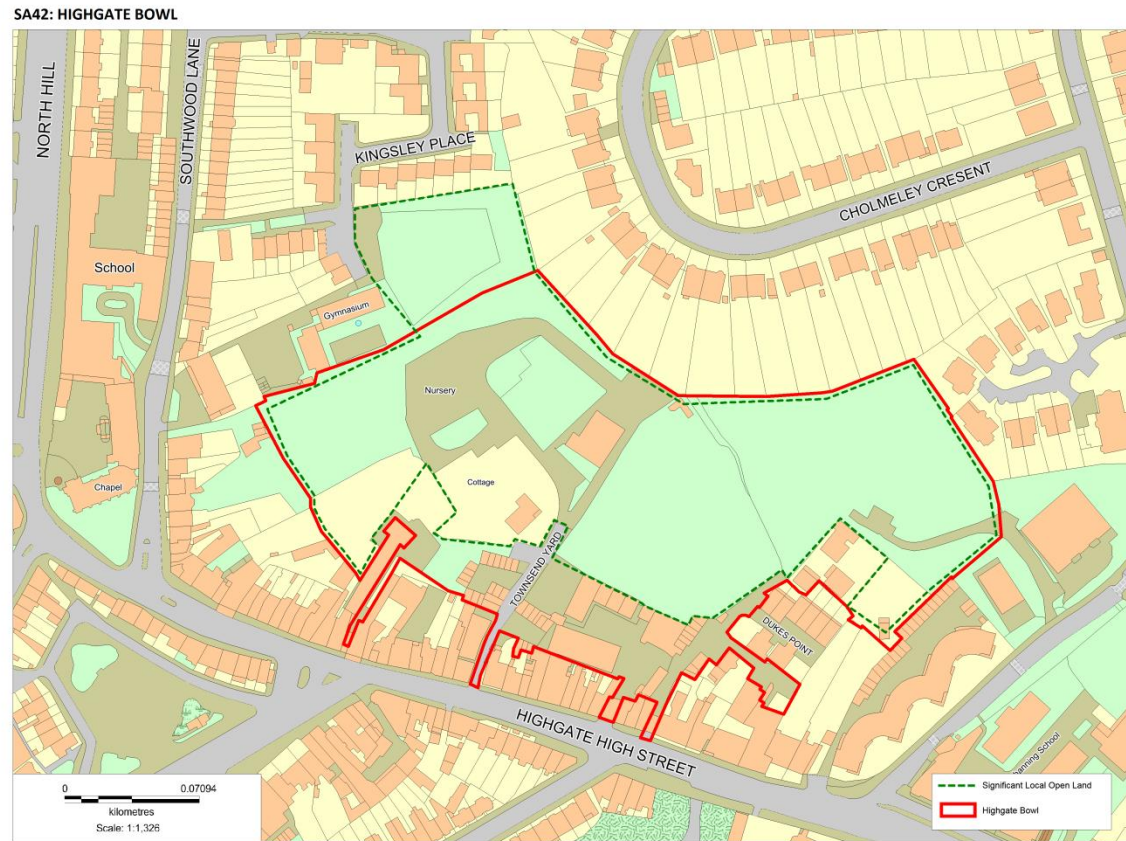 SA42: HIGHGATE BOWL
NORTH HILL
SOUTHWOOD LANE
KINGSLEY PLACE
CHOLMELEY CRESENT
School
Gymnasium
Nursery
Cottage
Chapel
TOWNSEND YARD
DUKES POINT
HIGHGATE HIGH STREET
Channing School
0 0.07094
kilometres
Scale: 1:1,326
Significant Local Open Land
Highgate Bowl